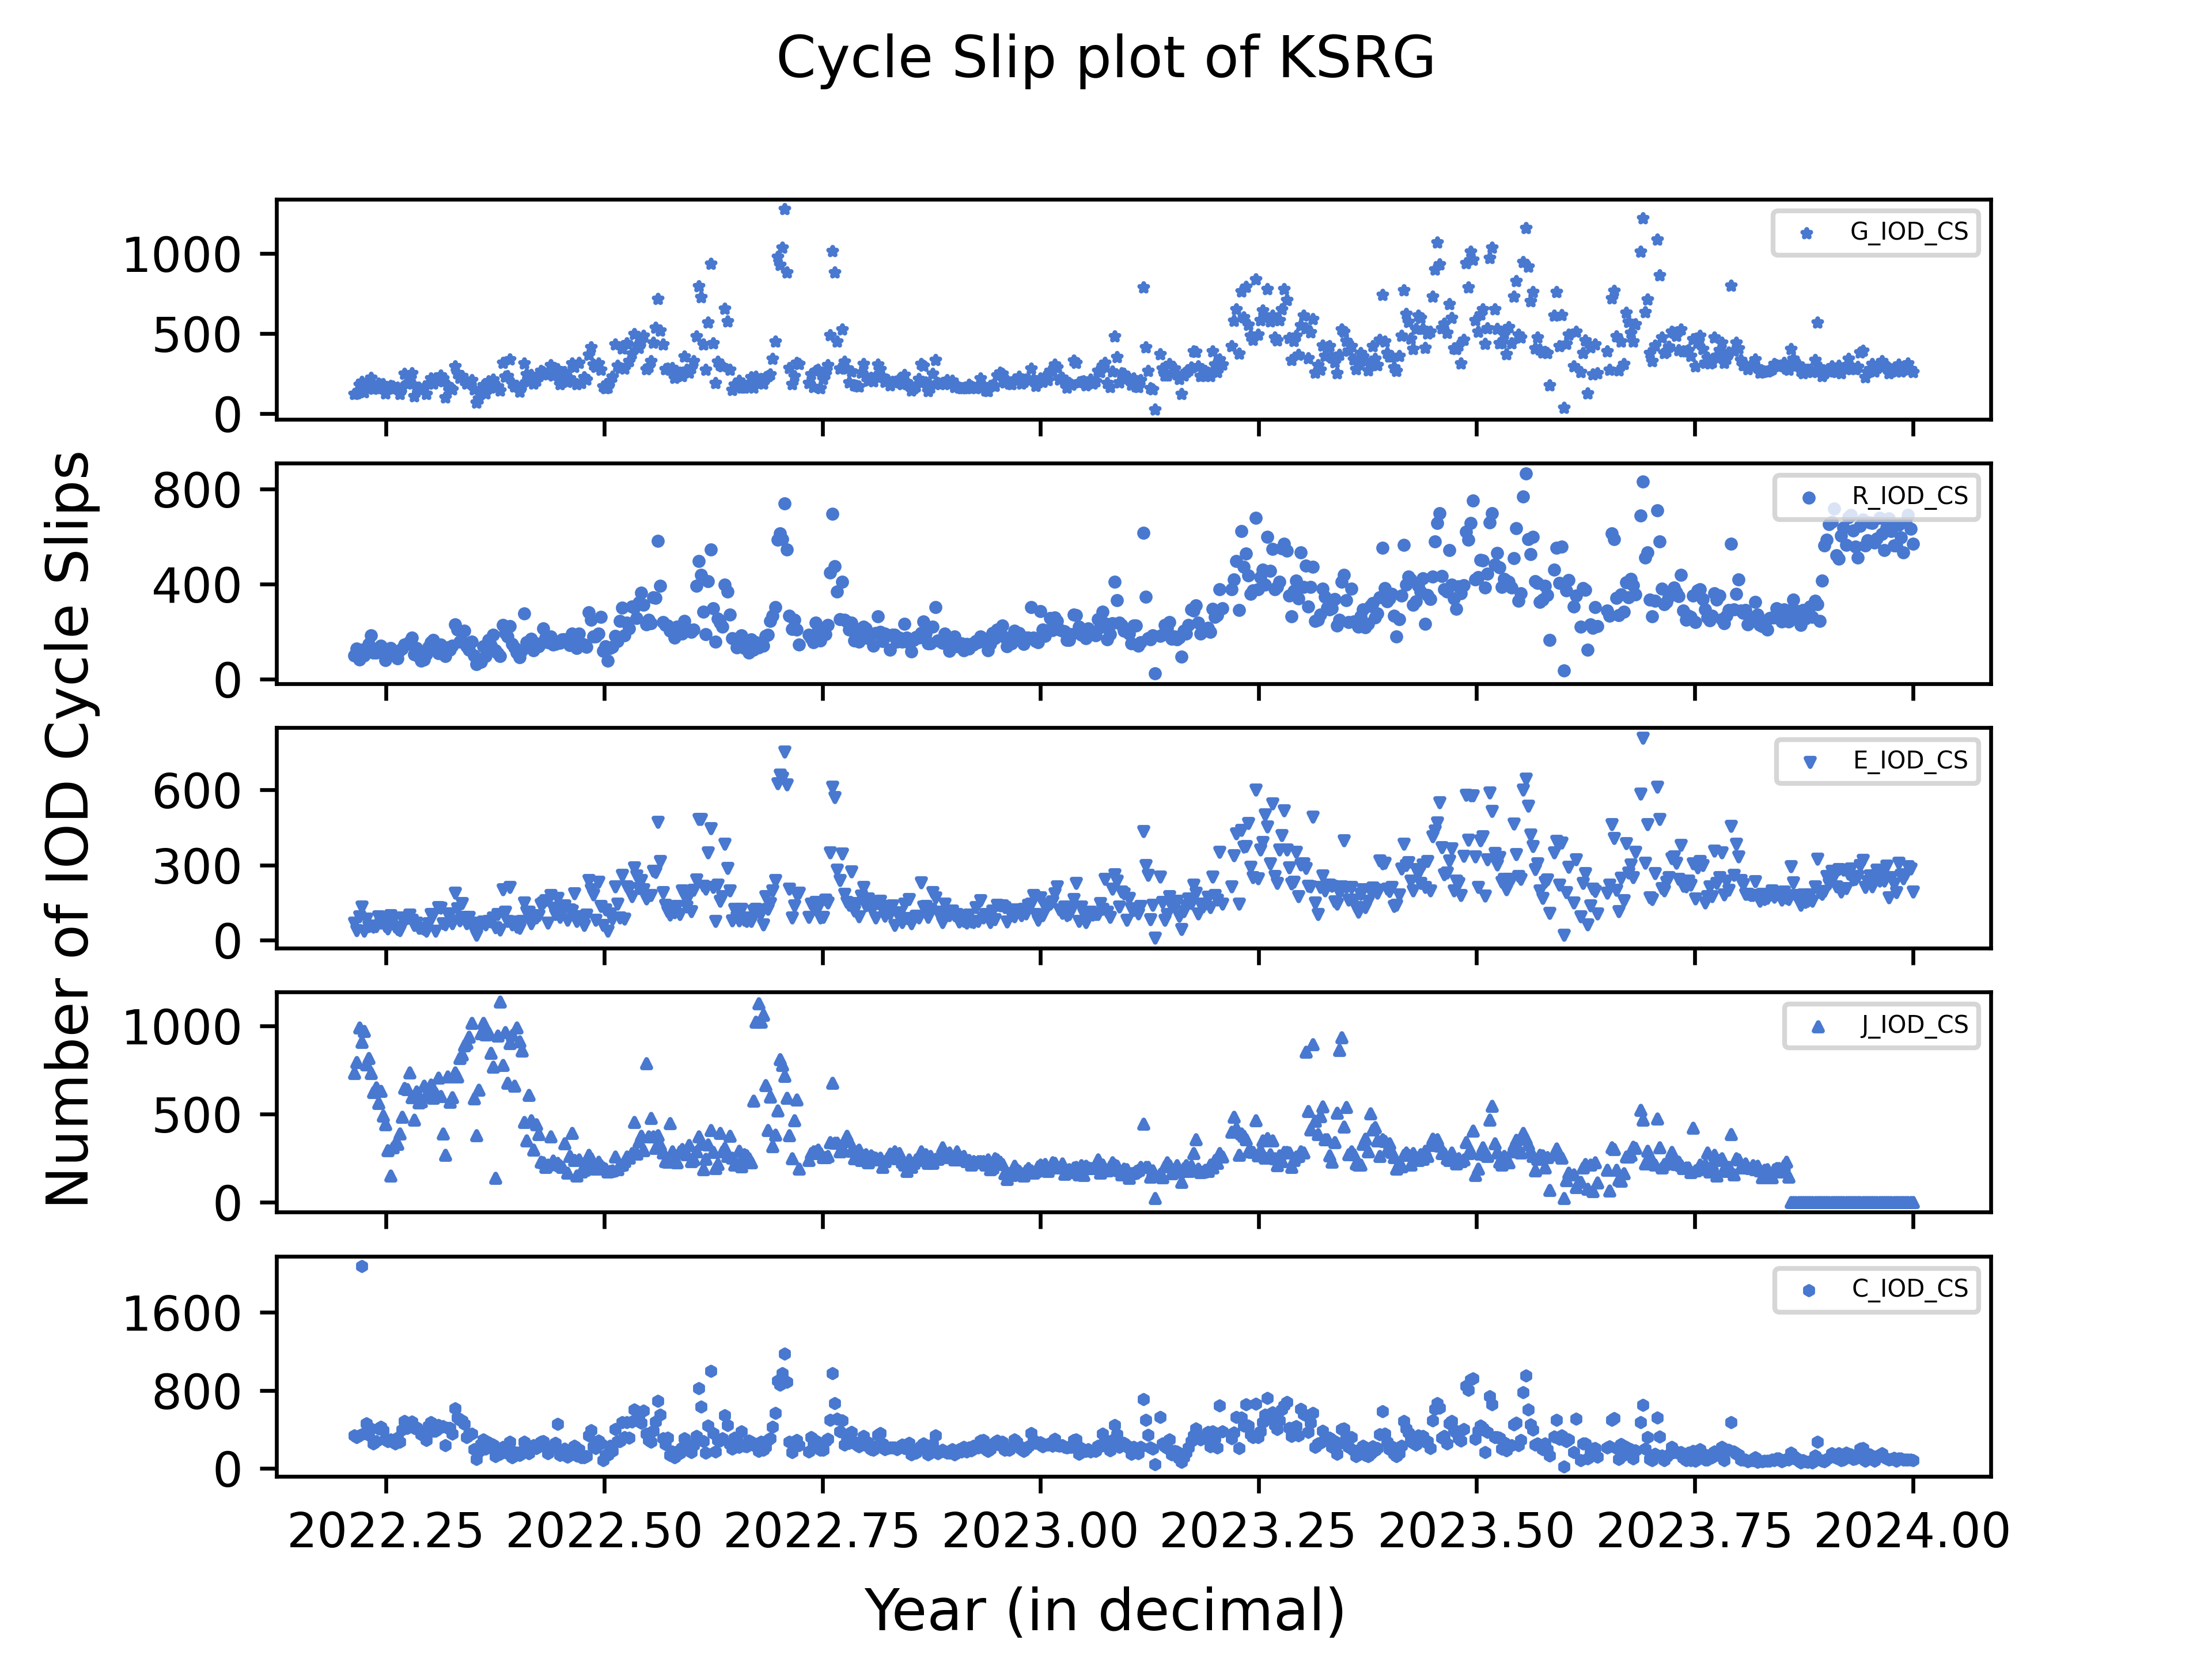 Cycle Slip plot of KSRG
Number of IOD Cycle Slips
1000
500
0
G_IOD_CS
800
400
0
R_IOD_CS
600
300
0
E_IOD_CS
1000
500
0
J_IOD_CS
1600
800
0
C_IOD_CS
2022.25 2022.50 2022.75 2023.00 2023.25 2023.50 2023.75 2024.00
Year (in decimal)